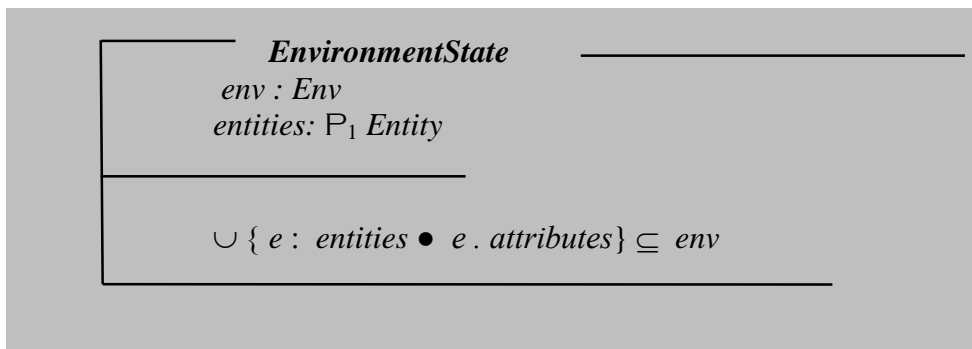 EnvironmentState
env : Env
entities: ℙ₁ Entity
∪ { e : entities ● e . attributes} ⊆ env